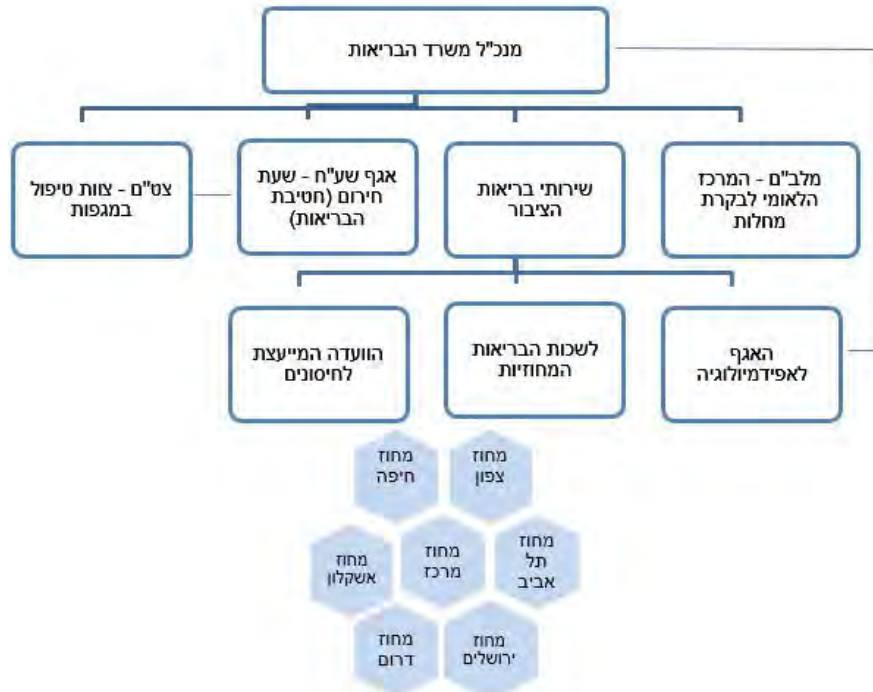 מנכ"ל משרד הבריאות
מלב"ם - המרכז
הלאומי לבקרת
מחלות
שירותי בריאות
הציבור
אגף שע"ח - שעת
חירום (חטיבת
הבריאות)
צט"ם - צוות טיפול
במגפות
האגף
לאפידמיולוגיה
לשכות הבריאות
המחוזיות
הוועדה המייעצת
לחיסונים
מחוז
צפון
מחוז
חיפה
מחוז
תל
אביב
מחוז
מרכז
מחוז
אשקלון
מחוז
ירושלים
מחוז
דרום